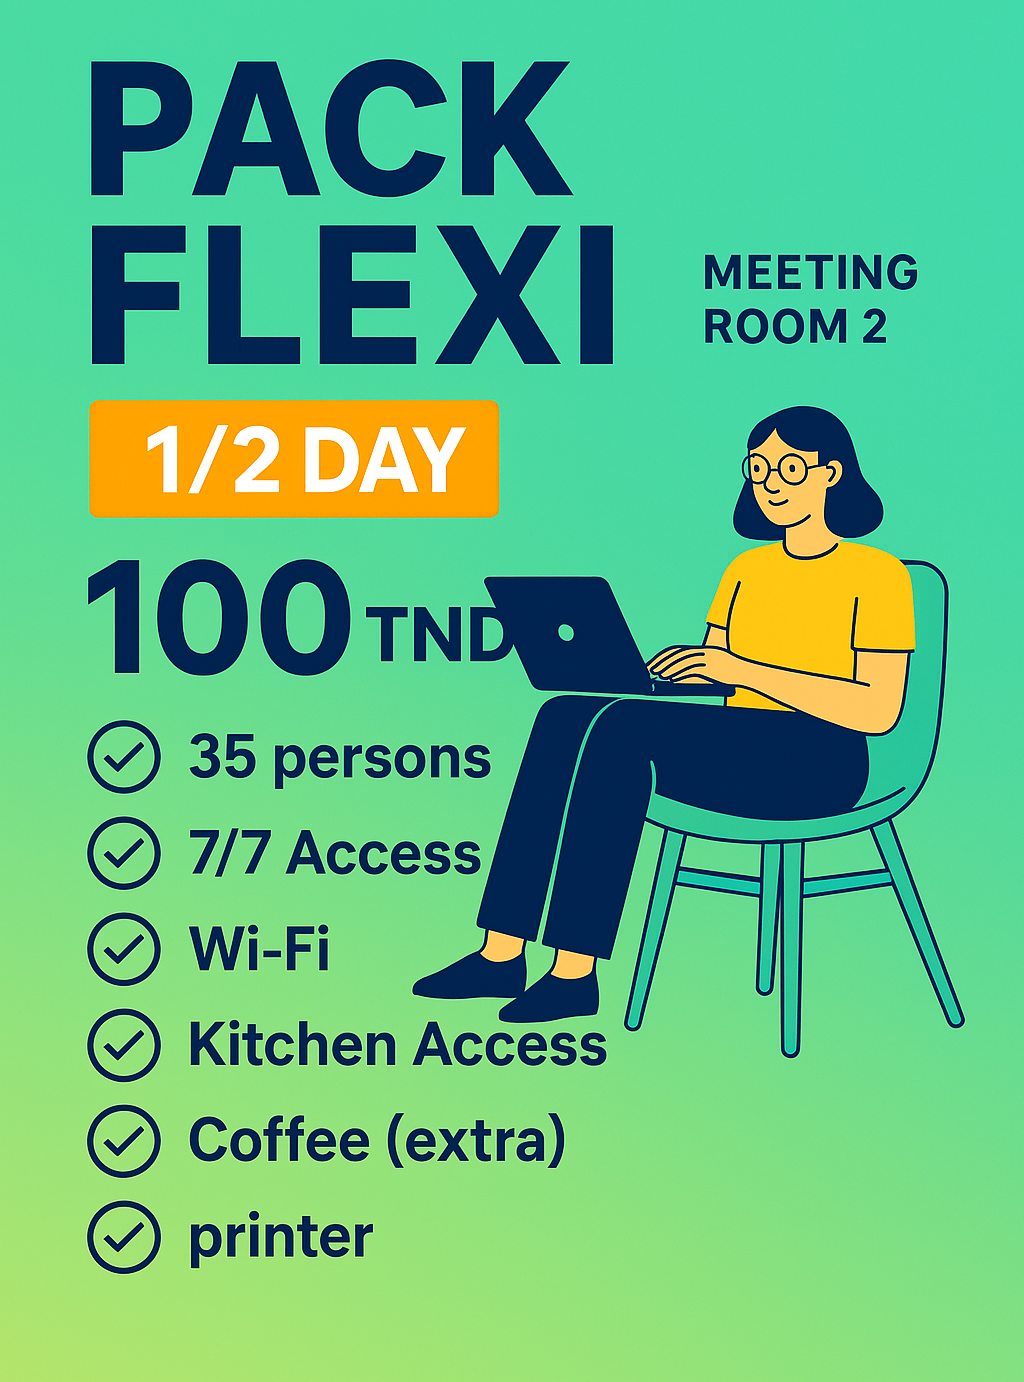 PACK
FLEXI
MEETING
ROOM 2
1/2 DAY
100 TND
35 persons
7/7 Access
Wi-Fi
Kitchen Access
Coffee (extra)
printer